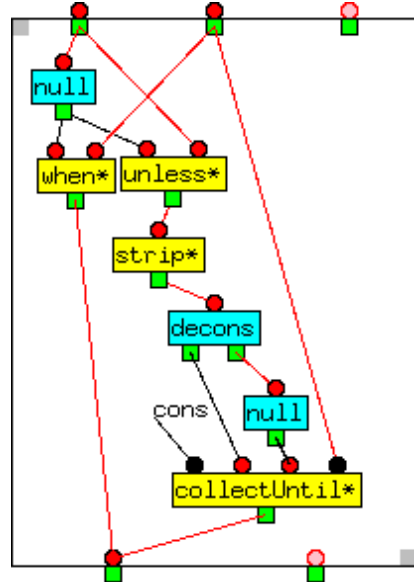 null
when*
unless*
strip*
decons
cons
null
collectUntil*